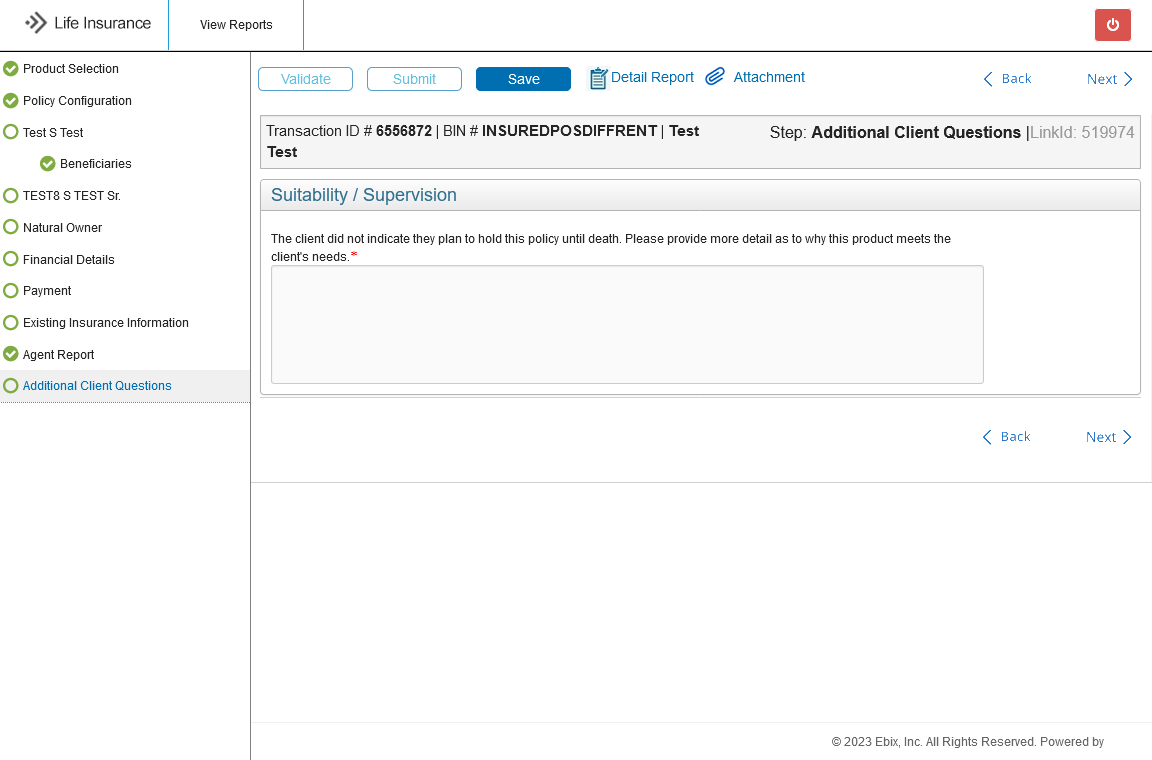 Life Insurance
View Reports
Product Selection
Policy Configuration
Test S Test
Beneficiaries
TEST8 S TEST Sr.
Natural Owner
Financial Details
Payment
Existing Insurance Information
Agent Report
Additional Client Questions
Validate
Submit
Save
Detail Report
Attachment
Back
Next
Transaction ID # 6556872 | BIN # INSUREDPOSDIFFRENT | Test
Test
Step: Additional Client Questions |LinkId: 519974
Suitability / Supervision
The client did not indicate they plan to hold this policy until death. Please provide more detail as to why this product meets the
client's needs.*
Back
Next
© 2023 Ebix, Inc. All Rights Reserved. Powered by